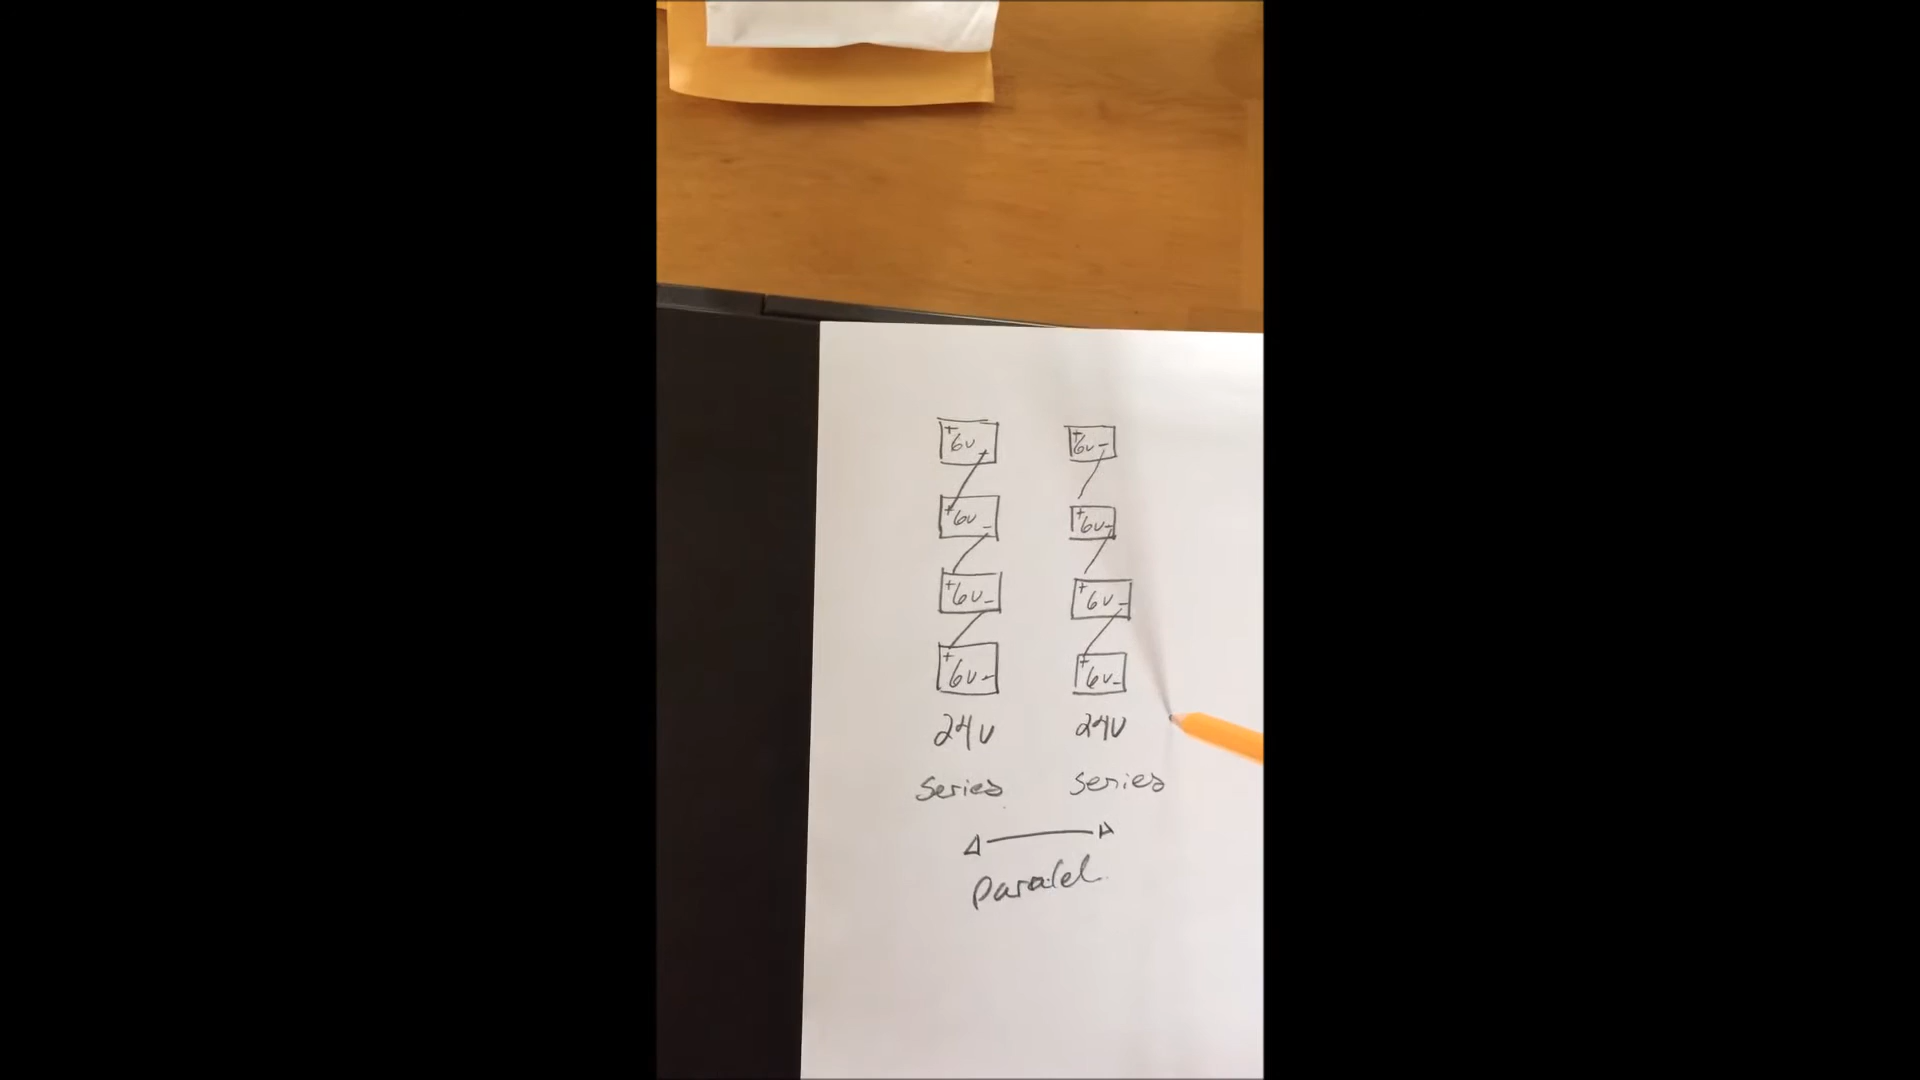 + 6v - + 6v -
+ 6v - + 6v -
+ 6v - + 6v -
+ 6v - + 6v -
24v 24v
series series
paralel